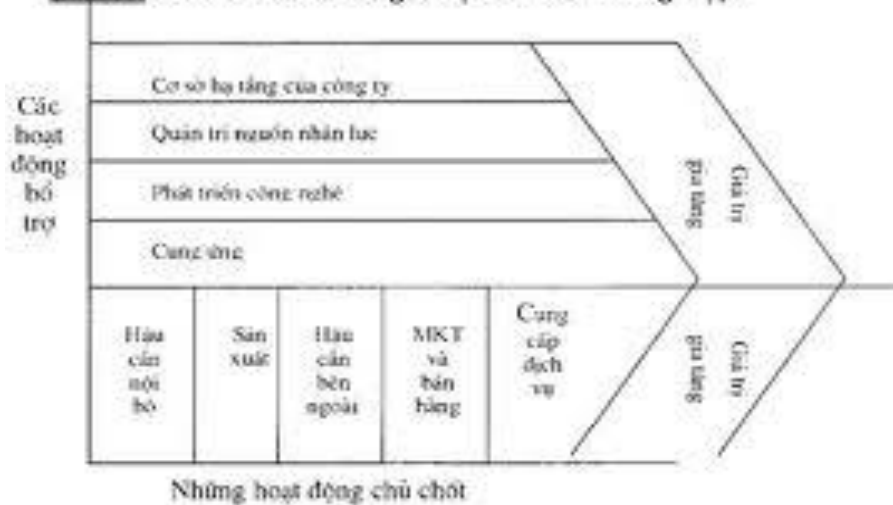 Các
hoạt
động
bổ
trợ
Cơ sở hạ tầng của công ty
Quản trị nguồn nhân lực
Phát triển công nghệ
Cung ứng
Giá trị
gia tăng
Hậu
cần
nội
bộ
Sản
xuất
Hậu
cần
bên
ngoài
MKT
và
bán
hàng
Cung
cấp
dịch
vụ
Giá trị
gia tăng
Những hoạt động chủ chốt